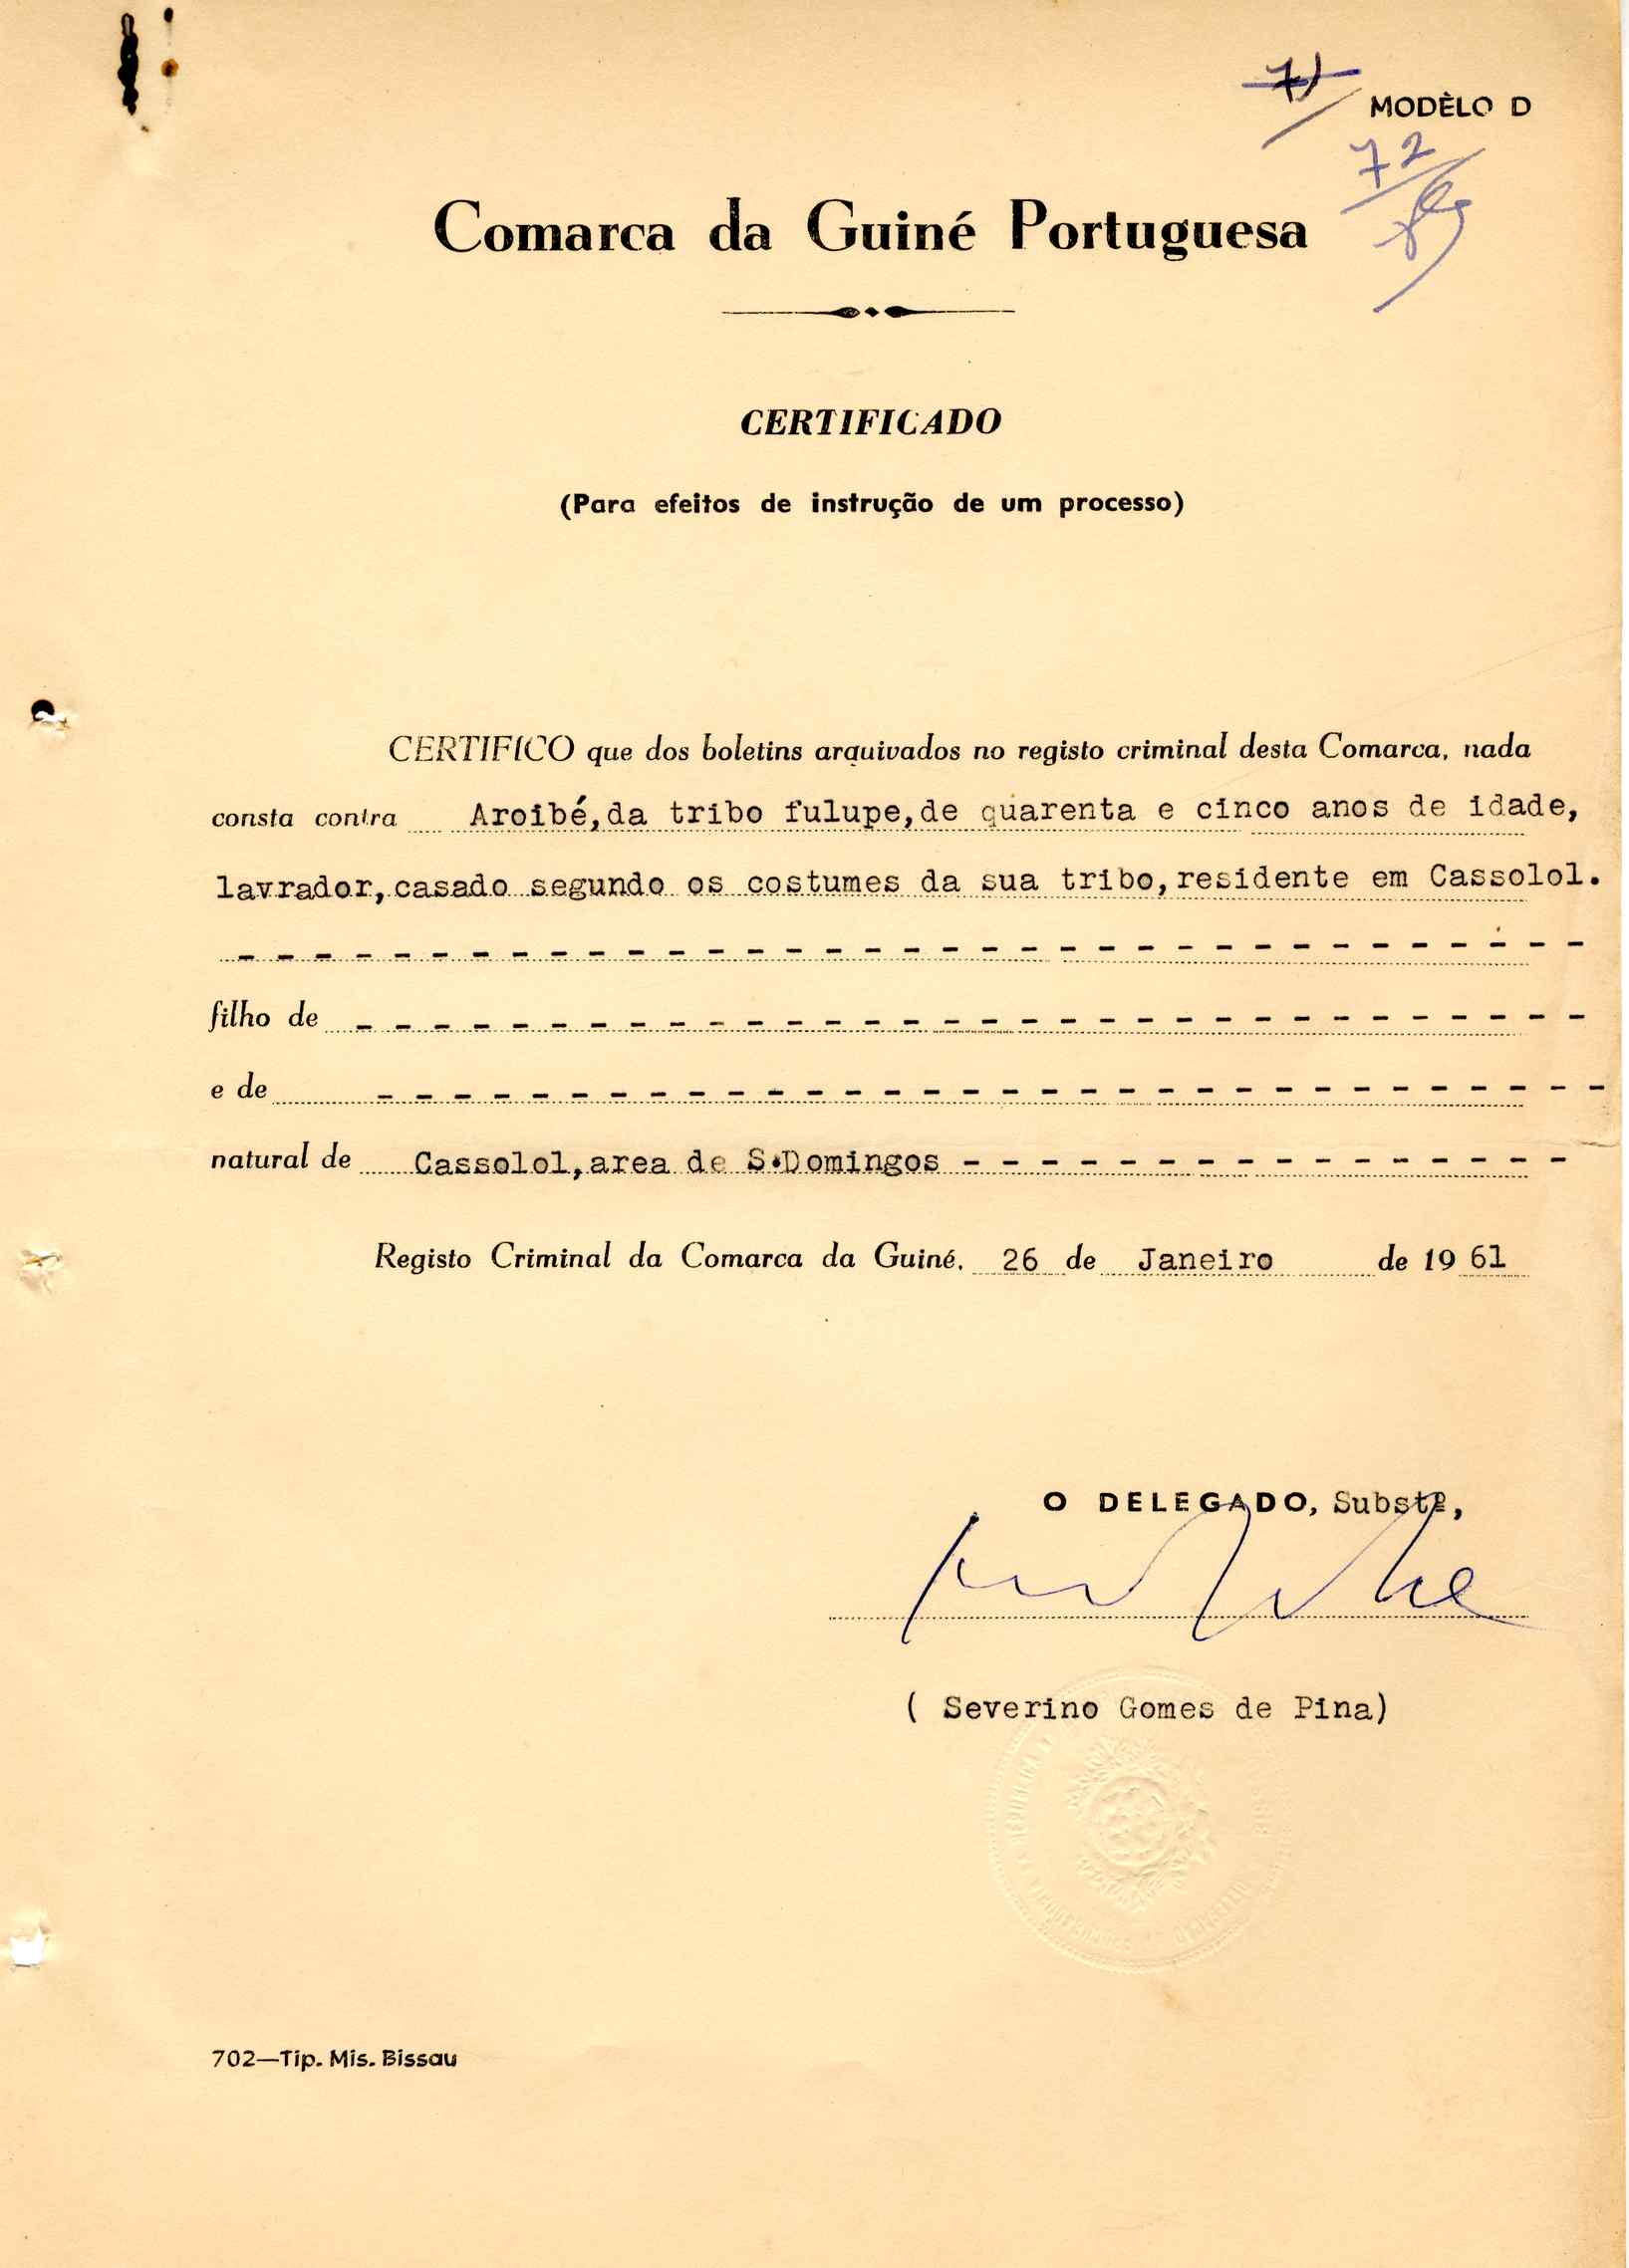 71
MODÈLO D
72
Comarca da Guiné Portuguesa
CERTIFICADO
(Para efeitos de instrução de um processo)
CERTIFICO que dos boletins arquivados no registo criminal desta Comarca, nada
consta contra Aroibé,da tribo fulupe,de quarenta e cinco anos de idade,
lavrador,casado segundo os costumes da sua tribo,residente em Cassolol.
- - - - - - - - - - - - - - - - - - - - - - - - - - - - - - - - - - -
filho de - - - - - - - - - - - - - - - - - - - - - - - - - - - - - - - -
e de - - - - - - - - - - - - - - - - - - - - - - - - - - - - - - - -
natural de Cassolol,area de S.Domingos - - - - - - - - - - - - - - - -
Registo Criminal da Comarca da Guiné, 26 de Janeiro de 19 61
O DELEGADO, Substº,
( Severino Gomes de Pina)
702—Tip. Mis. Bissau